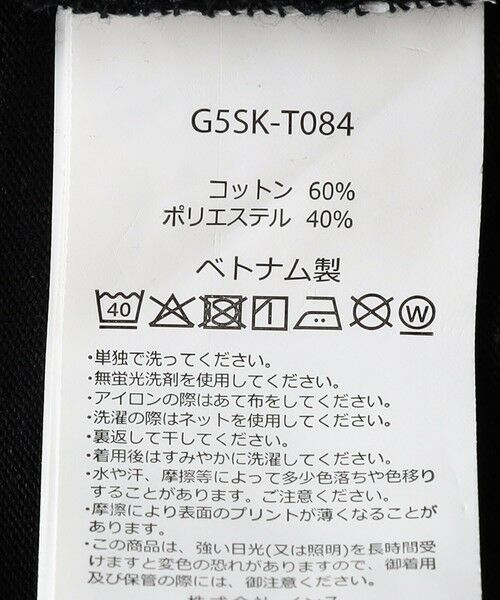 G5SK-T084
コットン 60%
ポリエステル 40%
ベトナム製
40 W
・単独で洗ってください。
・無蛍光洗剤を使用してください。
・アイロンの際はあて布をしてください。
・洗濯の際はネットを使用してください。
・裏返して干してください。
・着用後はすみやかに洗濯してください。
・水や汗、摩擦等によって多少色落ちや色移り
することがあります。ご注意ください。
・摩擦により表面のプリントが薄くなることが
あります。
・この商品は、強い日光(又は照明)を長時間受
けますと変色の恐れがありますので、御着用
及び保管の際には、御注意ください。